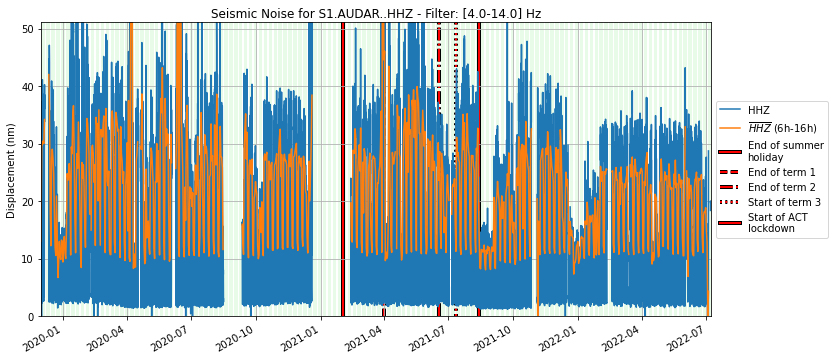 Seismic Noise for S1.AUDAR..HHZ - Filter: [4.0-14.0] Hz
50
40
30
20
10
0
Displacement (nm)
2020-01
2020-04
2020-07
2020-10
2021-01
2021-04
2021-07
2021-10
2022-01
2022-04
2022-07
HHZ
HHZ (6h-16h)
End of summer
holiday
End of term 1
End of term 2
Start of term 3
Start of ACT
lockdown